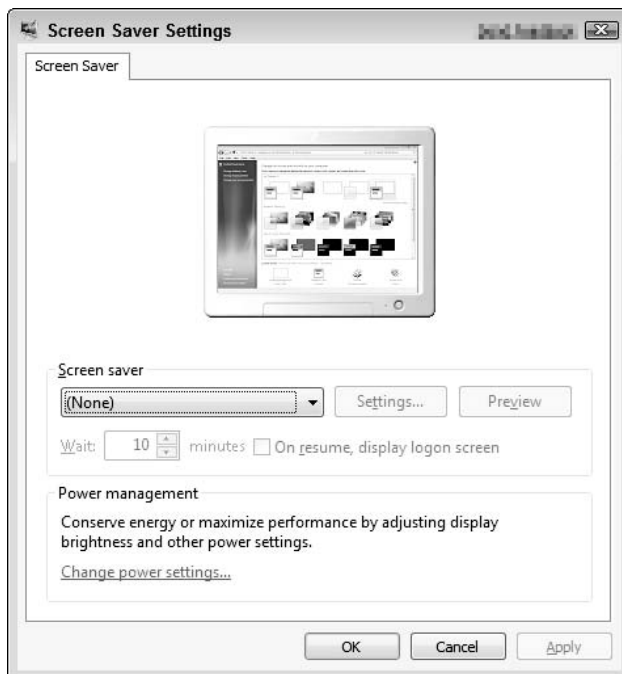 Screen Saver Settings
Screen Saver
Screen saver
(None)
Settings...
Preview
Wait: 10 minutes On resume, display logon screen
Power management
Conserve energy or maximize performance by adjusting display
brightness and other power settings.
Change power settings...
OK Cancel Apply